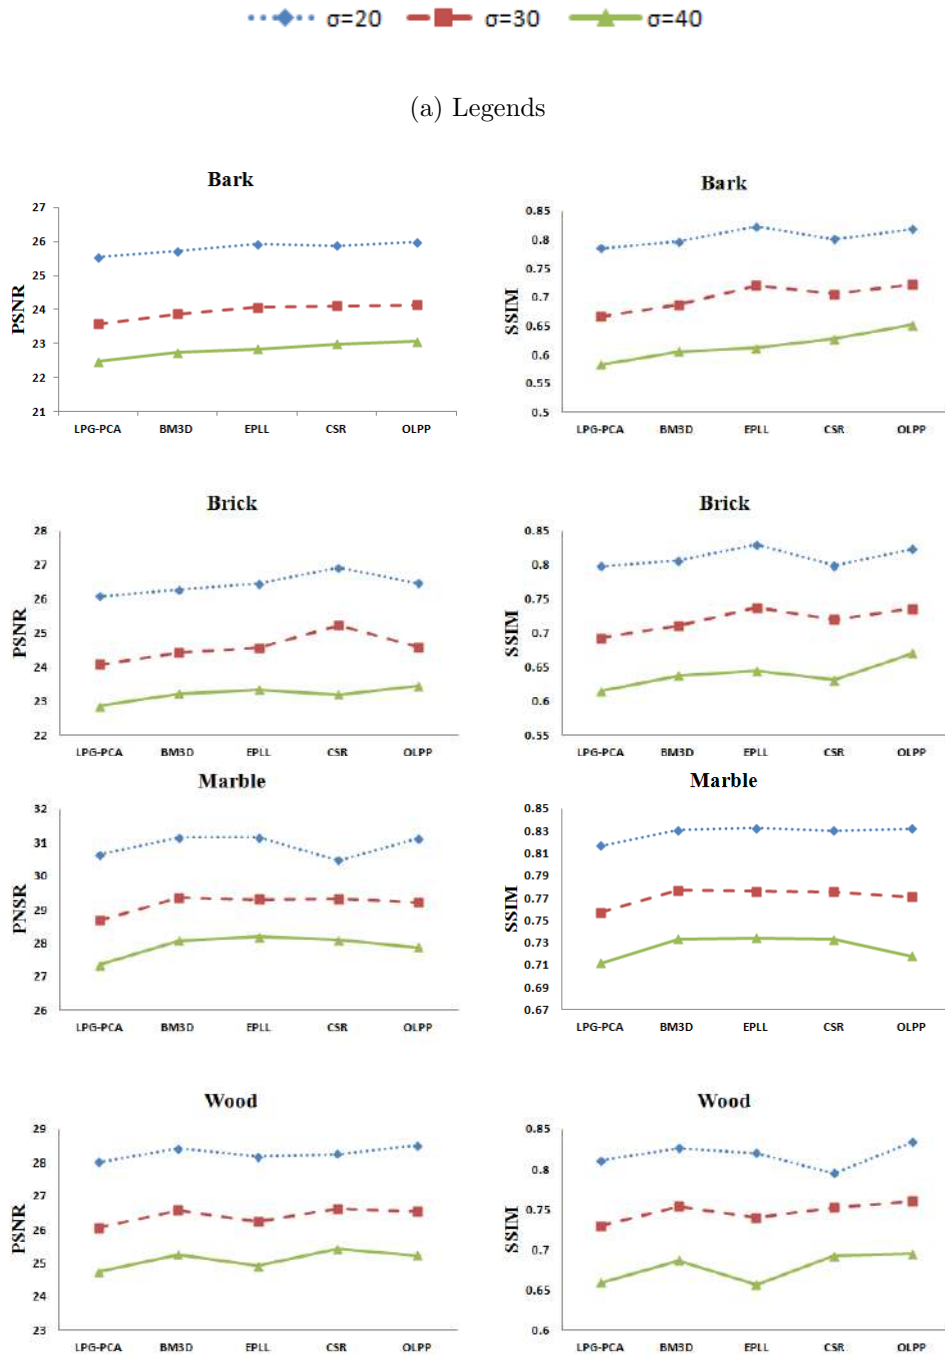 σ=20 σ=30 σ=40
(a) Legends
Bark
27
26
25
24
23
22
21
PSNR
LPG-PCA BM3D EPLL CSR OLPP
Bark
0.85
0.8
0.75
0.7
0.65
0.6
0.55
0.5
SSIM
LPG-PCA BM3D EPLL CSR OLPP
Brick
28
27
26
25
24
23
22
PSNR
LPG-PCA BM3D EPLL CSR OLPP
Brick
0.85
0.8
0.75
0.7
0.65
0.6
0.55
SSIM
LPG-PCA BM3D EPLL CSR OLPP
Marble
32
31
30
29
28
27
26
PNSR
LPG-PCA BM3D EPLL CSR OLPP
Marble
0.85
0.83
0.81
0.79
0.77
0.75
0.73
0.71
0.69
0.67
SSIM
LPG-PCA BM3D EPLL CSR OLPP
Wood
29
28
27
26
25
24
23
PSNR
LPG-PCA BM3D EPLL CSR OLPP
Wood
0.85
0.8
0.75
0.7
0.65
0.6
SSIM
LPG-PCA BM3D EPLL CSR OLPP